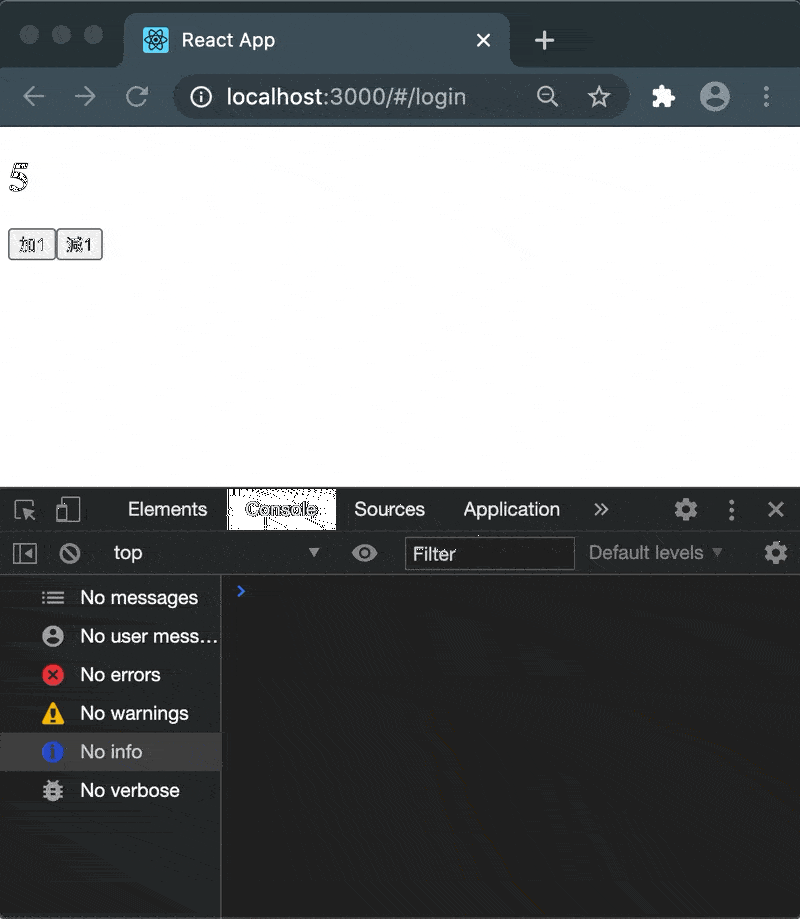 React App
localhost:3000/#/login
5
加1 減1
Elements Console Sources Application
top Filter Default levels
No messages
No user mess…
No errors
No warnings
No info
No verbose